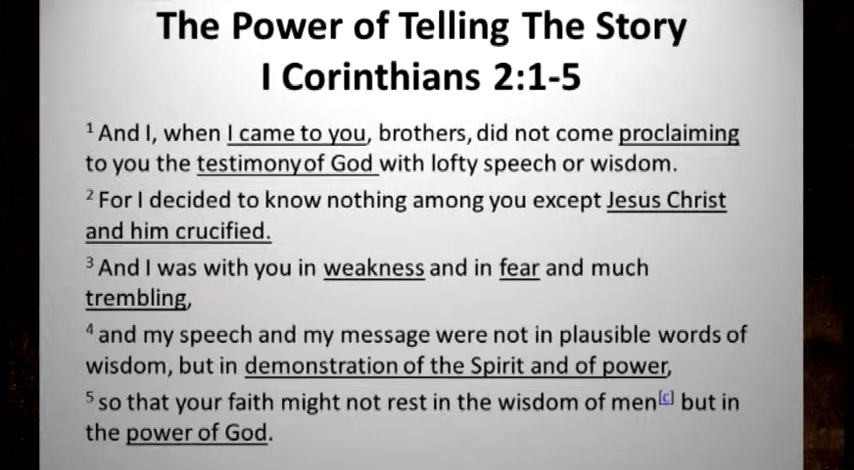 The Power of Telling The Story
I Corinthians 2:1-5
1 And I, when I came to you, brothers, did not come proclaiming
to you the testimony of God with lofty speech or wisdom.
2 For I decided to know nothing among you except Jesus Christ
and him crucified.
3 And I was with you in weakness and in fear and much
trembling,
4 and my speech and my message were not in plausible words of
wisdom, but in demonstration of the Spirit and of power,
5 so that your faith might not rest in the wisdom of men[c] but in
the power of God.